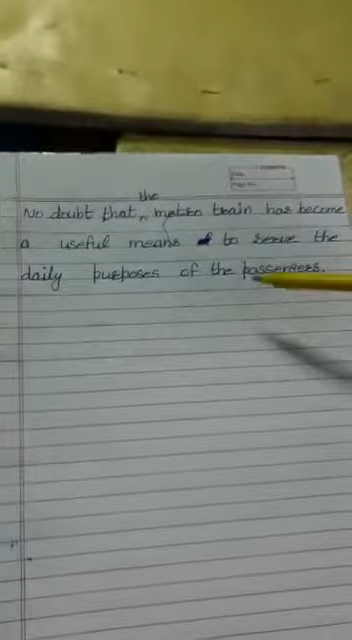 No doubt that, the metro train has become
a useful means to serve the
daily purposes of the passengers.